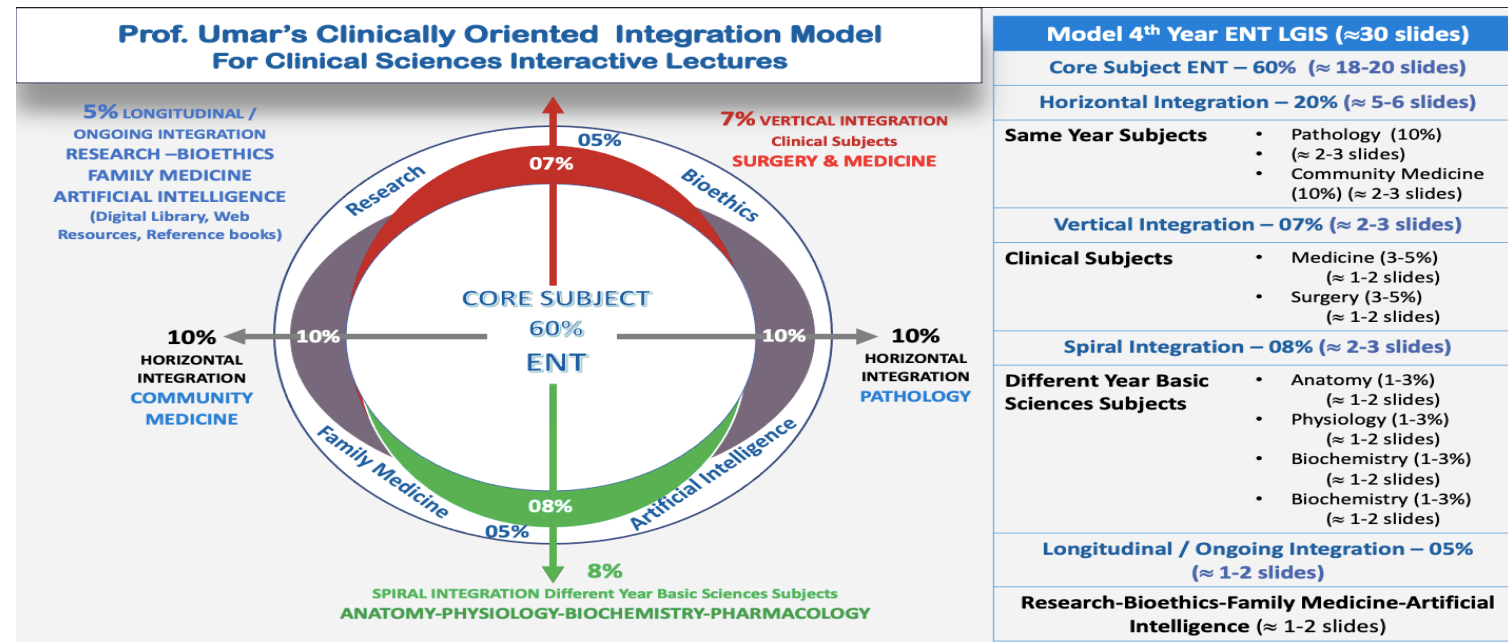 Prof. Umar's Clinically Oriented Integration Model
For Clinical Sciences Interactive Lectures
5% LONGITUDINAL /
ONGOING INTEGRATION
RESEARCH –BIOETHICS
FAMILY MEDICINE
ARTIFICIAL INTELLIGENCE
(Digital Library, Web
Resources, Reference books)
7% VERTICAL INTEGRATION
Clinical Subjects
SURGERY & MEDICINE
05%
07%
Research
Bioethics
CORE SUBJECT
60%
ENT
10%
10%
10%
HORIZONTAL
INTEGRATION
COMMUNITY
MEDICINE
10%
HORIZONTAL
INTEGRATION
PATHOLOGY
Family Medicine
Artificial Intelligence
08%
05%
8%
SPIRAL INTEGRATION Different Year Basic Sciences Subjects
ANATOMY-PHYSIOLOGY-BIOCHEMISTRY-PHARMACOLOGY
Model 4th Year ENT LGIS (≈30 slides)
Core Subject ENT – 60% (≈ 18-20 slides)
Horizontal Integration – 20% (≈ 5-6 slides)
Same Year Subjects
• Pathology (10%)
• (≈ 2-3 slides)
• Community Medicine
(10%) (≈ 2-3 slides)
Vertical Integration – 07% (≈ 2-3 slides)
Clinical Subjects
• Medicine (3-5%)
(≈ 1-2 slides)
• Surgery (3-5%)
(≈ 1-2 slides)
Spiral Integration – 08% (≈ 2-3 slides)
Different Year Basic
Sciences Subjects
• Anatomy (1-3%)
(≈ 1-2 slides)
• Physiology (1-3%)
(≈ 1-2 slides)
• Biochemistry (1-3%)
(≈ 1-2 slides)
• Biochemistry (1-3%)
(≈ 1-2 slides)
Longitudinal / Ongoing Integration – 05%
(≈ 1-2 slides)
Research-Bioethics-Family Medicine-Artificial
Intelligence (≈ 1-2 slides)